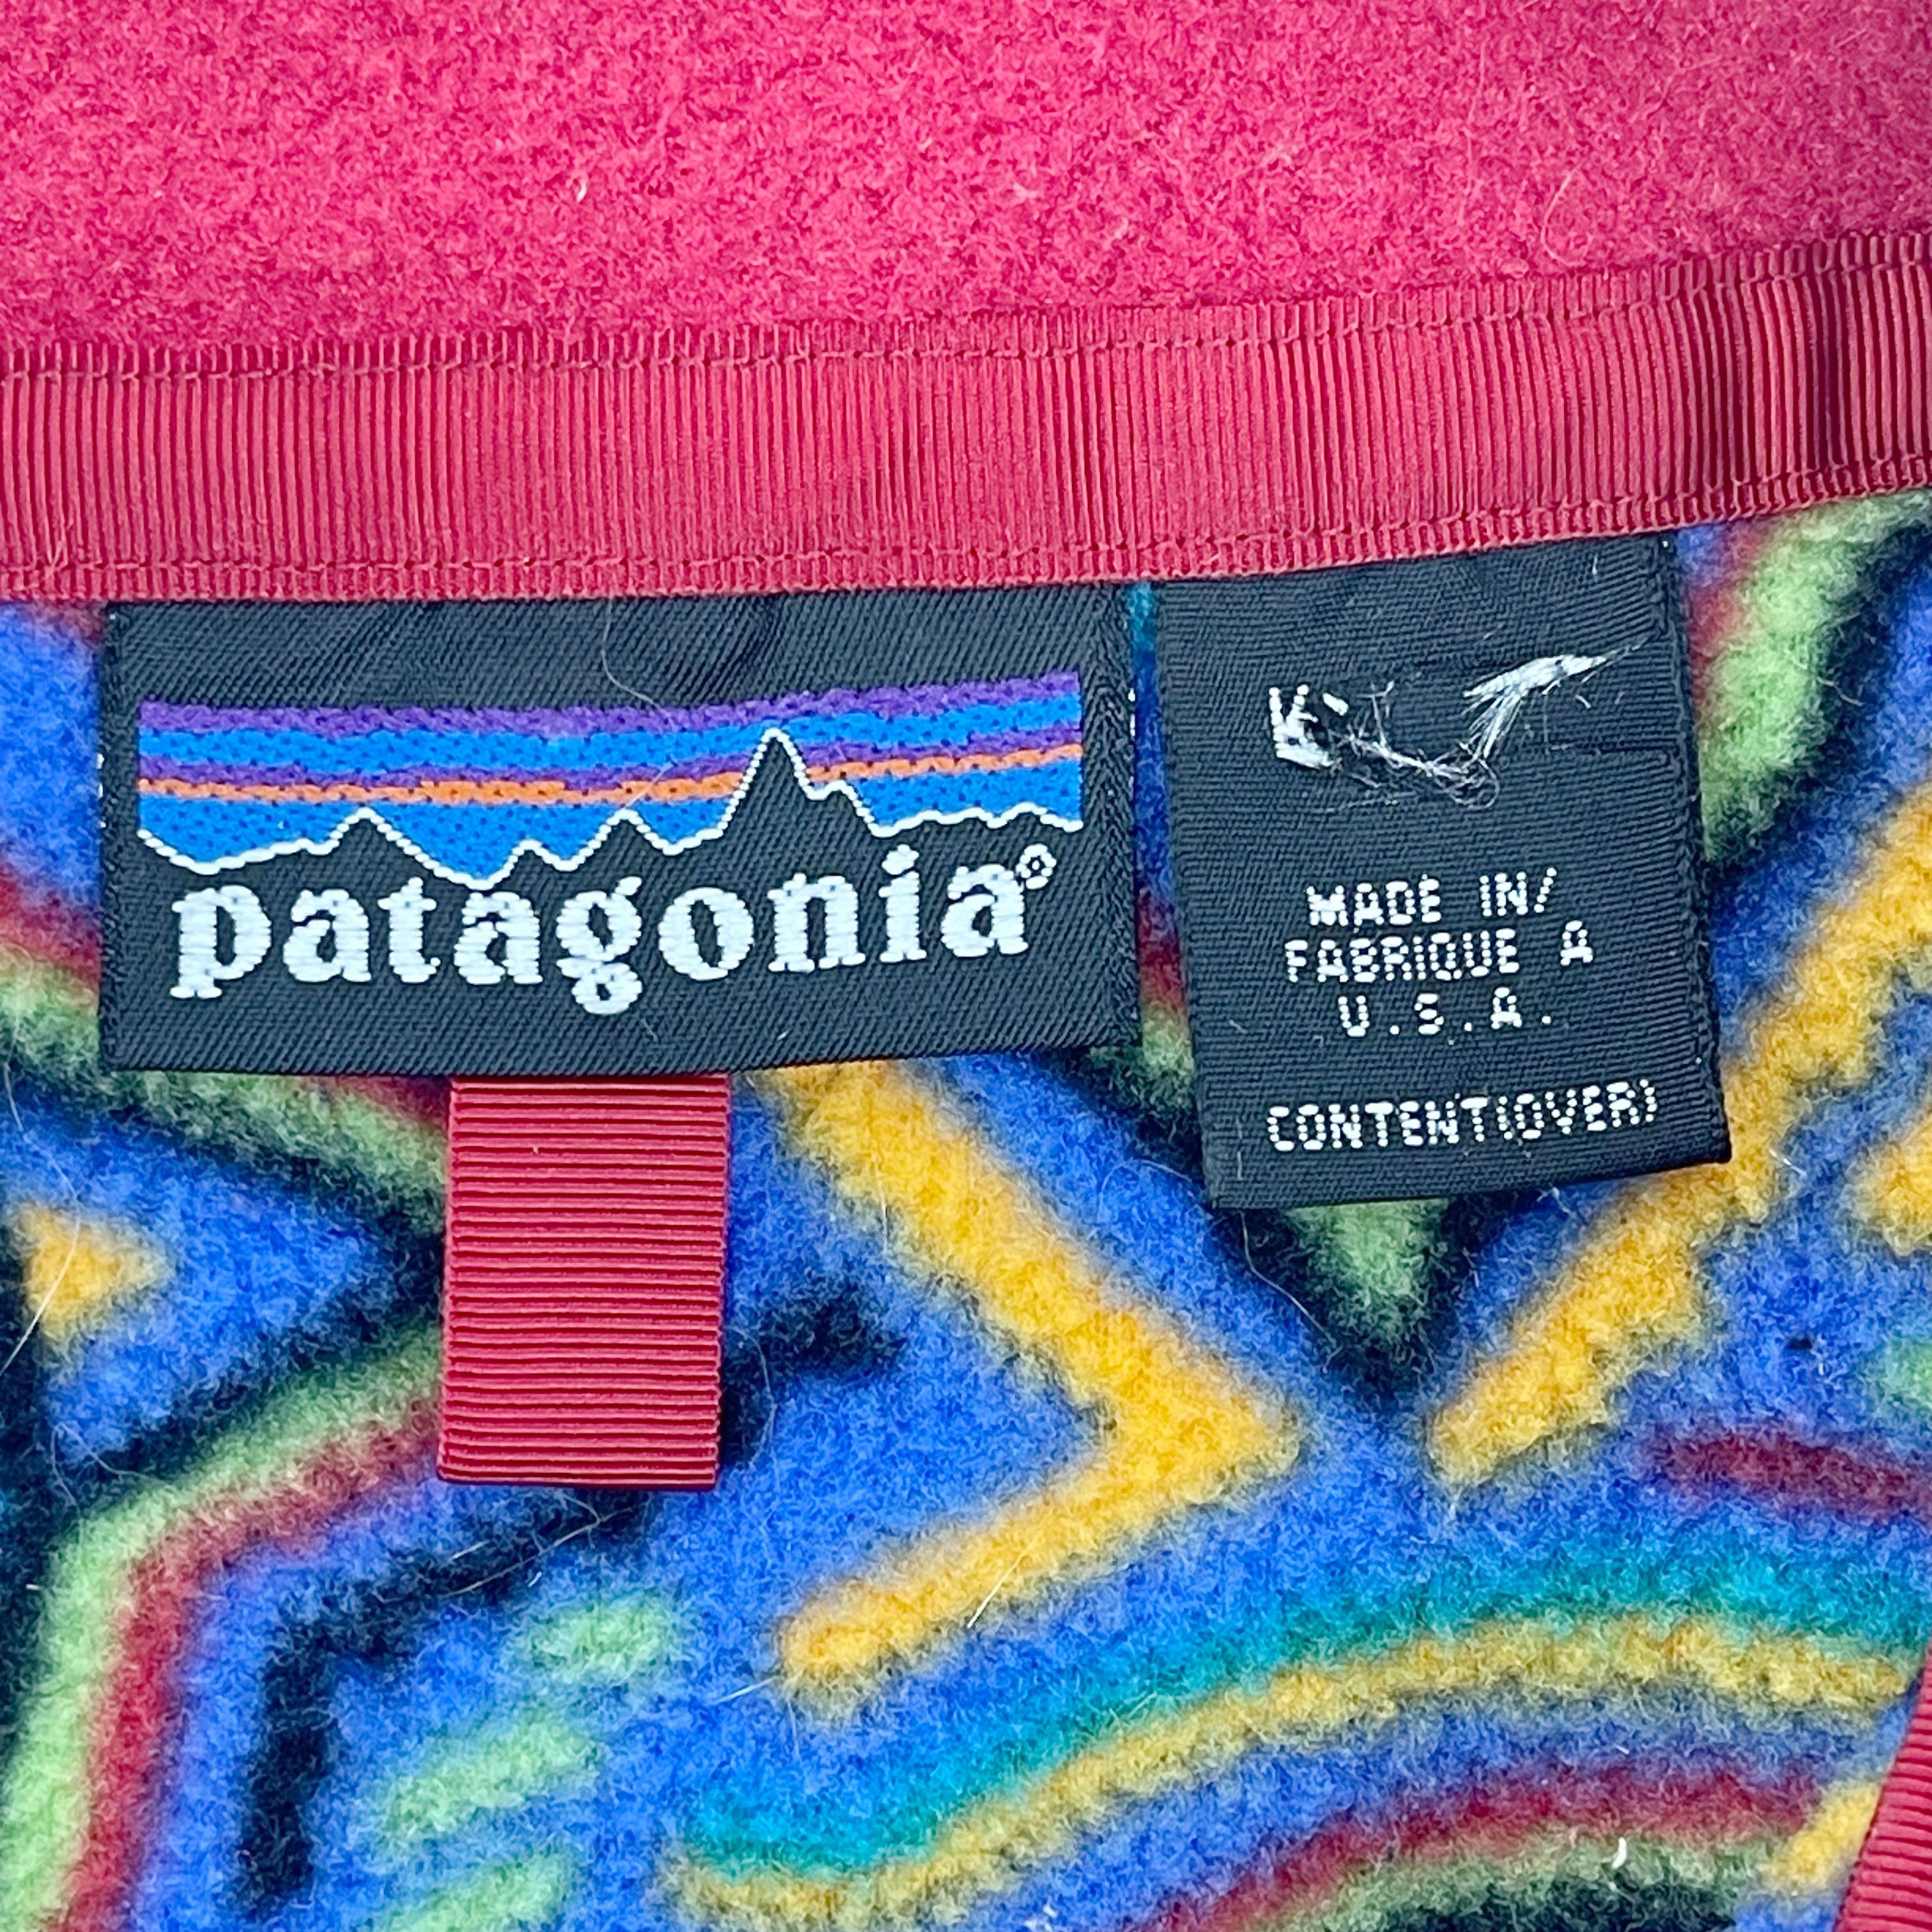 patagonia®
MADE IN/
FABRIQUE A
U.S.A.
CONTENT(OVER)